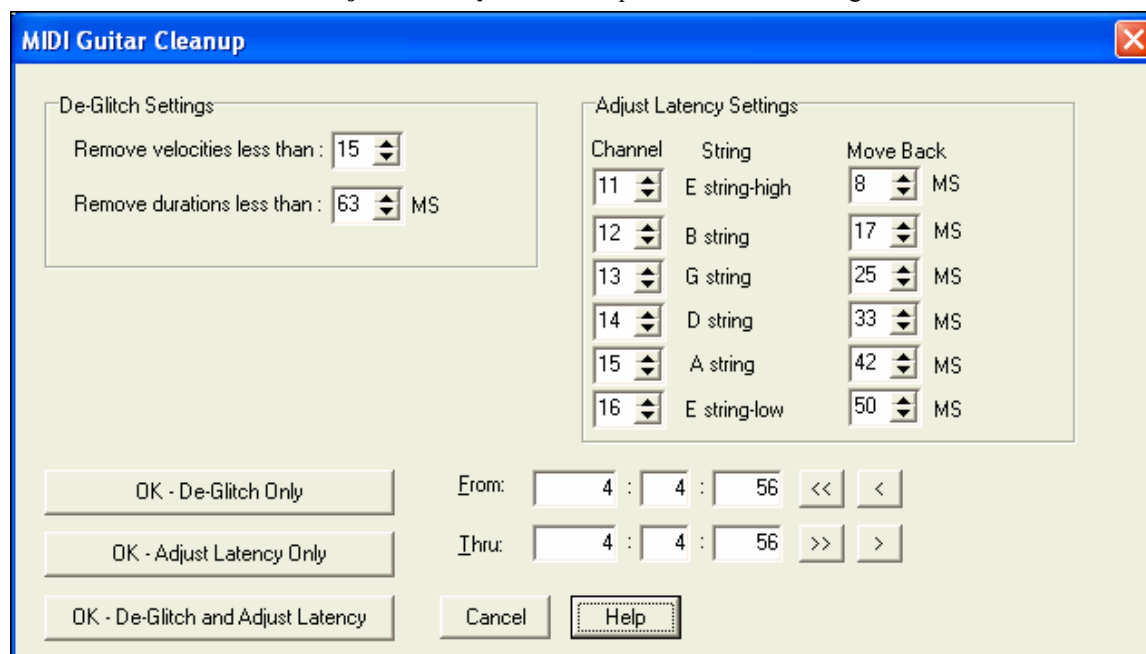 MIDI Guitar Cleanup
De-Glitch Settings
Remove velocities less than : 15
Remove durations less than : 63 MS
Adjust Latency Settings
Channel String Move Back
11 E string-high 8 MS
12 B string 17 MS
13 G string 25 MS
14 D string 33 MS
15 A string 42 MS
16 E string-low 50 MS
OK - De-Glitch Only
OK - Adjust Latency Only
OK - De-Glitch and Adjust Latency
From: 4 : 4 : 56 << <
Thru: 4 : 4 : 56 >> >
Cancel Help